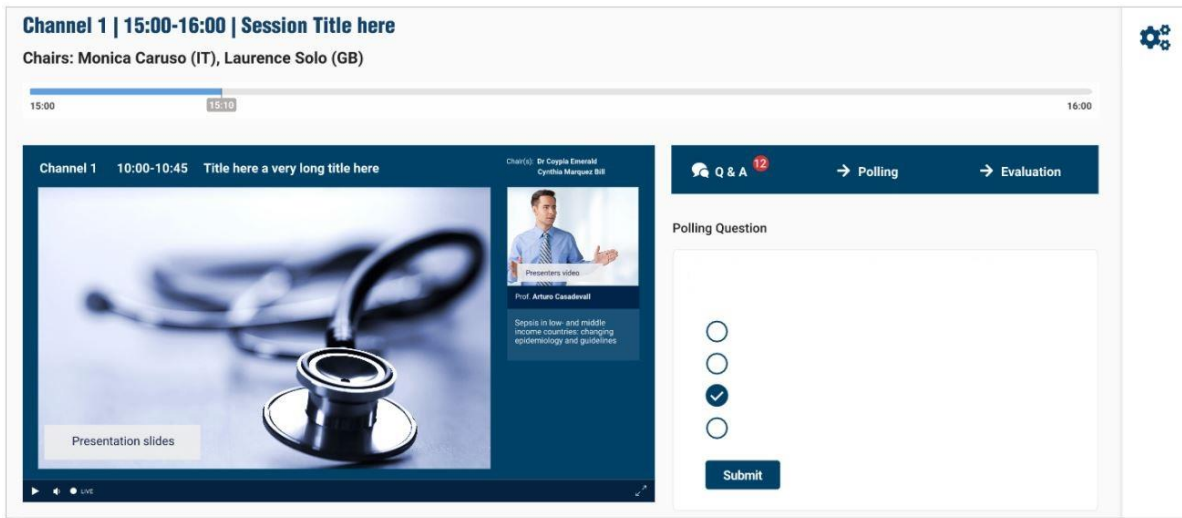 Channel 1 | 15:00-16:00 | Session Title here
Chairs: Monica Caruso (IT), Laurence Solo (GB)
15:00
15:10
16:00
Channel 1 10:00-10:45 Title here a very long title here
Chair(s): Dr Coypia Emerald
Cynthia Marquez Bill
Presenters video
Prof. Arturo Casadevall
Sepsis in low- and middle
income countries: changing
epidemiology and guidelines
Presentation slides
LIVE
Q & A 12
Polling
Evaluation
Polling Question
Submit